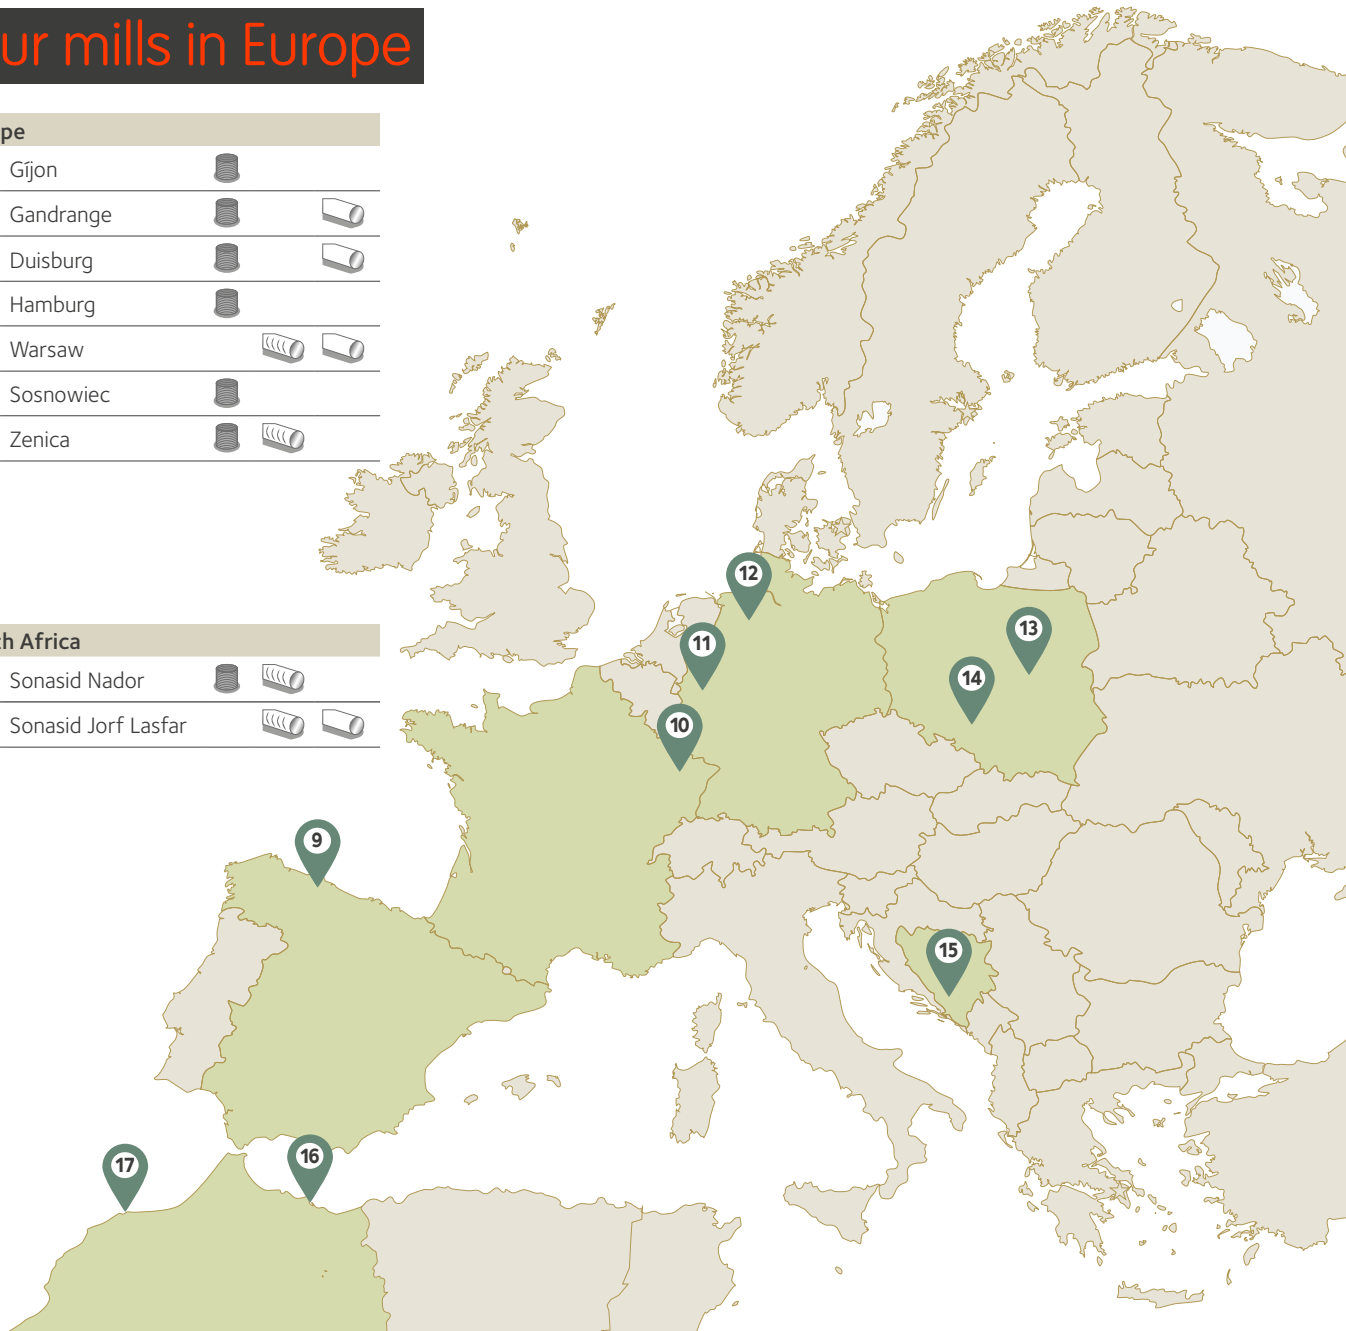 ur mills in Europe
pe
Gíjon
Gandrange
Duisburg
Hamburg
Warsaw
Sosnowiec
Zenica
th Africa
Sonasid Nador
Sonasid Jorf Lasfar
12
13
11
14
10
9
15
16
17